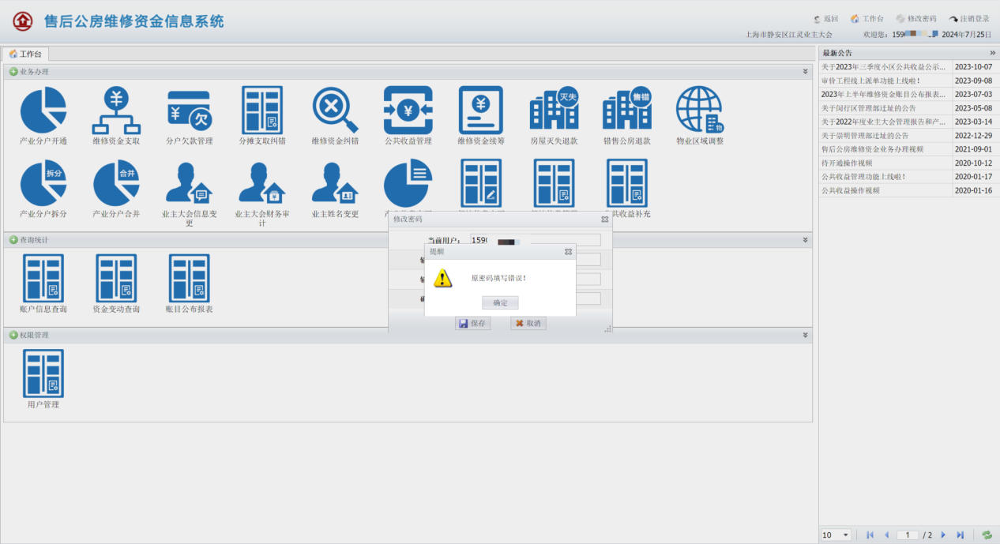 售后公房维修资金信息系统
返回 工作台 修改密码 注销登录
上海市静安区江灵业主大会 欢迎您: 159 2024年7月25日
工作台
业务办理
产业分户开通 维修资金支取 分户欠款管理 分摊支取纠错 维修资金纠错 公共收益管理 维修资金续筹 房屋灭失退款 错售公房退款 物业区域调整
欠 灭失 售错 物
拆分 合并
产业分户拆分 产业分户合并 业主大会信息变更 业主大会财务审计 业主姓名变更 共收益补充
查询统计
账户信息查询 资金变动查询 账目公布报表
权限管理
用户管理
修改密码
当前用户: 159
提醒
原密码填写错误!
确定
保存 取消
最新公告
关于2023年三季度小区公共收益公示... 2023-10-07
审价工程线上派单功能上线啦! 2023-09-08
2023年上半年维修资金账目公布报表... 2023-07-03
关于闵行区管理部迁址的公告 2023-05-08
关于2022年度业主大会管理报告和产... 2023-03-14
关于崇明管理部迁址的公告 2022-12-29
售后公房维修资金业务办理视频 2021-09-01
待开通操作视频 2020-10-12
公共收益管理功能上线啦! 2020-01-17
公共收益操作视频 2020-01-16
10 1 / 2